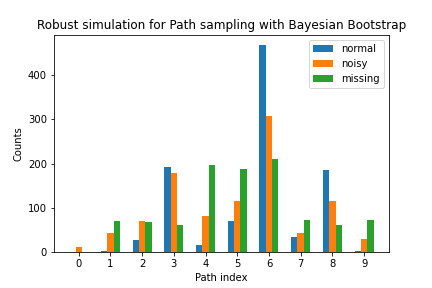 Robust simulation for Path sampling with Bayesian Bootstrap
normal
noisy
missing
Counts
400
300
200
100
0
0 1 2 3 4 5 6 7 8 9
Path index